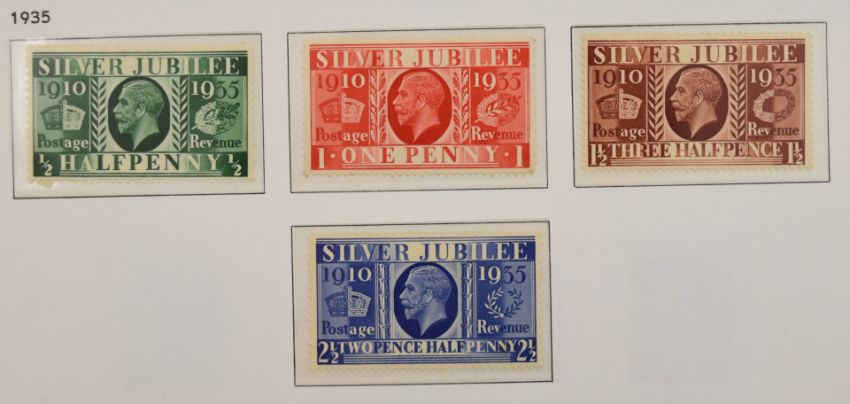 1935
SILVER JUBILEE
1910 1935
Postage Revenue
½ HALFPENNY ½
SILVER JUBILEE
1910 1935
Postage Revenue
1 · ONE PENNY · 1
SILVER JUBILEE
1910 1935
Postage Revenue
1½ THREE HALFPENCE 1½
SILVER JUBILEE
1910 1935
Postage Revenue
2½ TWO PENCE HALFPENNY 2½